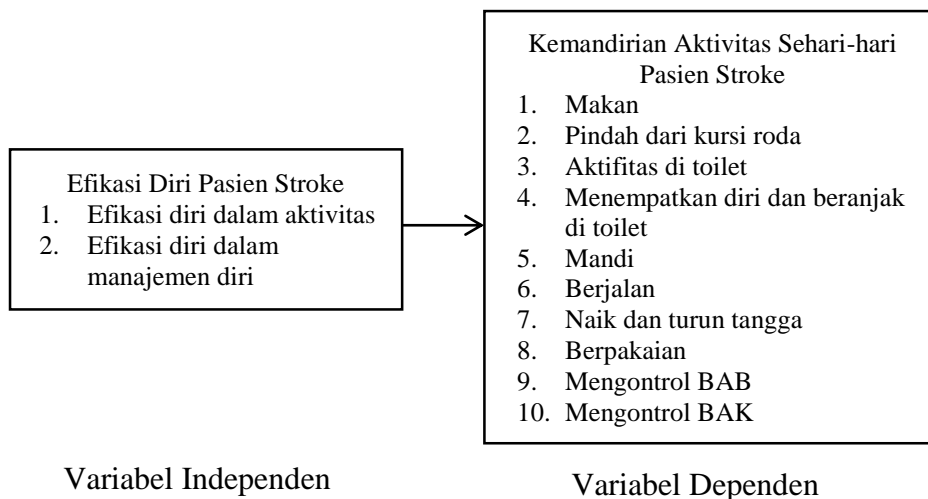 Efikasi Diri Pasien Stroke
1. Efikasi diri dalam aktivitas
2. Efikasi diri dalam
manajemen diri
Variabel Independen
Kemandirian Aktivitas Sehari-hari
Pasien Stroke
1. Makan
2. Pindah dari kursi roda
3. Aktifitas di toilet
4. Menempatkan diri dan beranjak
di toilet
5. Mandi
6. Berjalan
7. Naik dan turun tangga
8. Berpakaian
9. Mengontrol BAB
10. Mengontrol BAK
Variabel Dependen